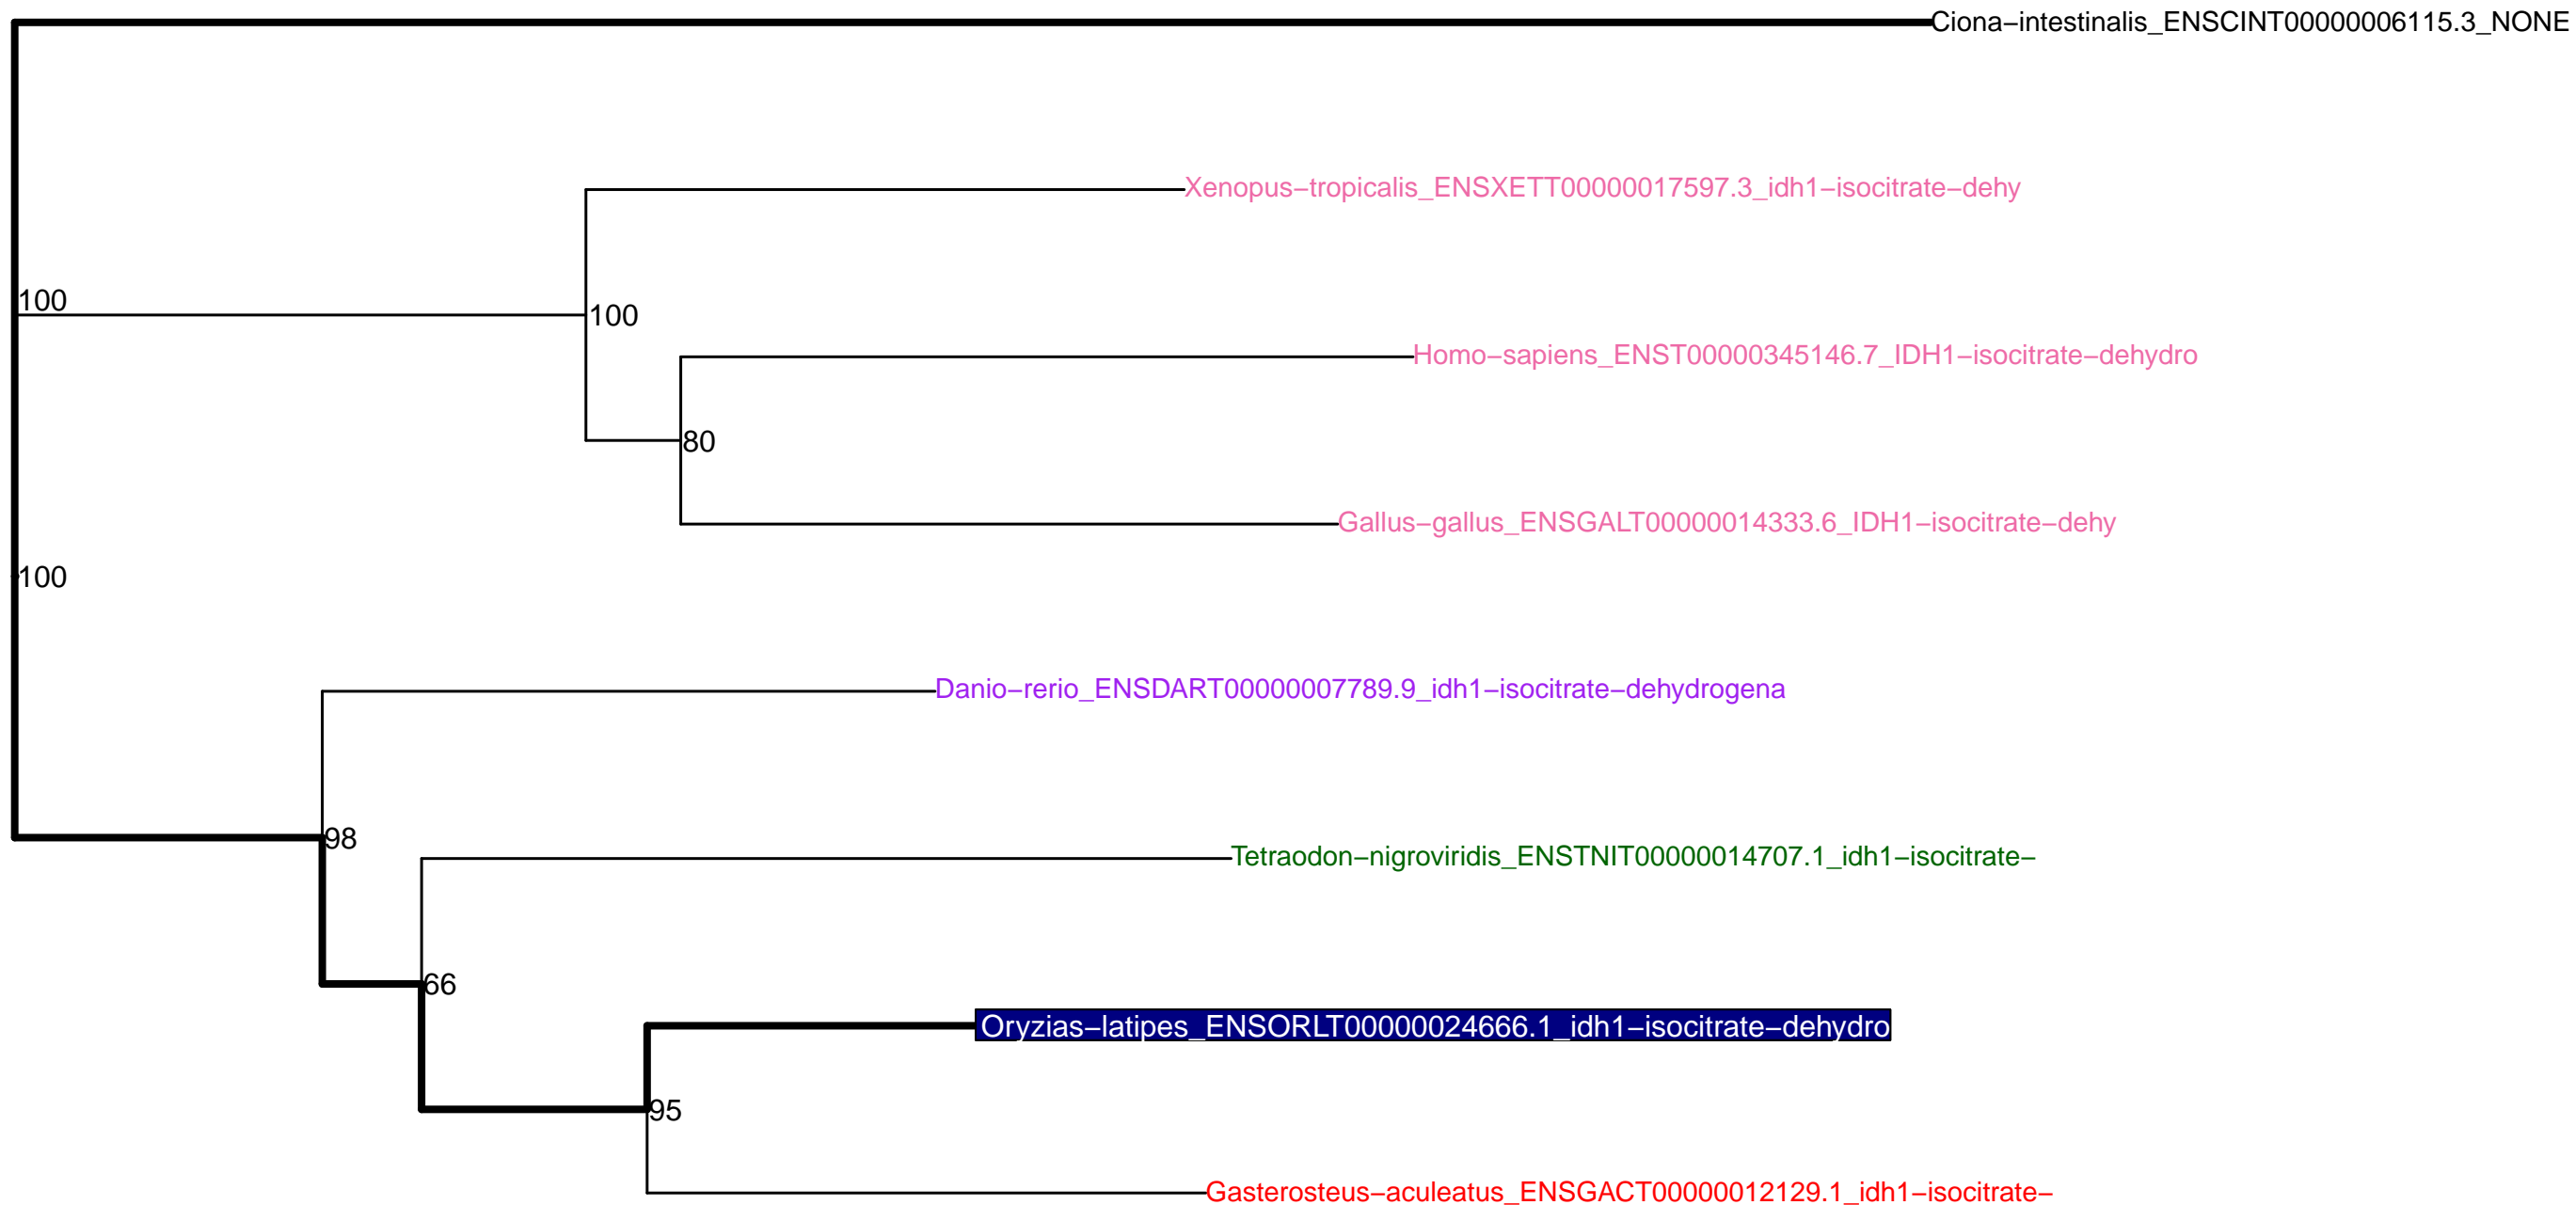 Ciona−intestinalis_ENSCINT00000006115.3_NONE
Xenopus−tropicalis_ENSXETT00000017597.3_idh1−isocitrate−dehy
100
100
Homo−sapiens_ENST00000345146.7_IDH1−isocitrate−dehydro
80
Gallus−gallus_ENSGALT00000014333.6_IDH1−isocitrate−dehy
100
Danio−rerio_ENSDART00000007789.9_idh1−isocitrate−dehydrogena
98
Tetraodon−nigroviridis_ENSTNIT00000014707.1_idh1−isocitrate−
66
Oryzias−latipes_ENSORLT00000024666.1_idh1−isocitrate−dehydro
95
Gasterosteus−aculeatus_ENSGACT00000012129.1_idh1−isocitrate−